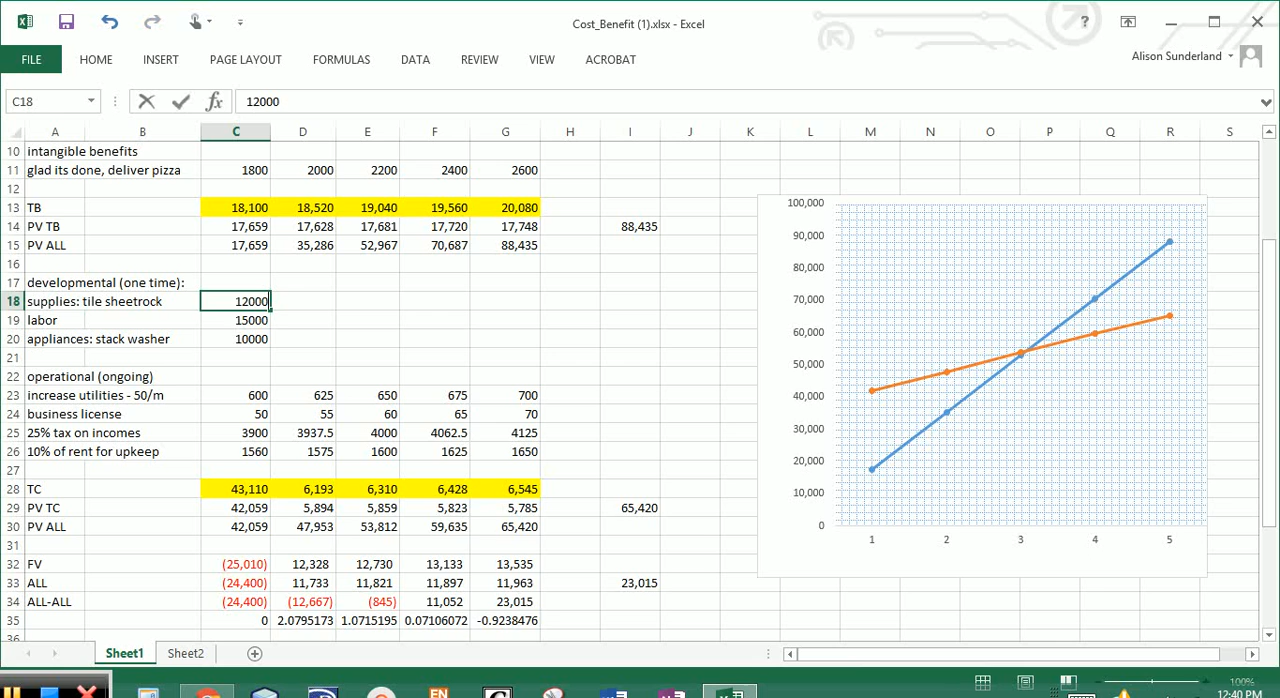 Cost_Benefit (1).xlsx - Excel
?
FILE HOME INSERT PAGE LAYOUT FORMULAS DATA REVIEW VIEW ACROBAT Alison Sunderland
C18 fx 12000
A B C D E F G H I J K L M N O P Q R S
10 intangible benefits
11 glad its done, deliver pizza 1800 2000 2200 2400 2600
12
13 TB 18,100 18,520 19,040 19,560 20,080
14 PV TB 17,659 17,628 17,681 17,720 17,748 88,435
15 PV ALL 17,659 35,286 52,967 70,687 88,435
16
17 developmental (one time):
18 supplies: tile sheetrock 12000
19 labor 15000
20 appliances: stack washer 10000
21
22 operational (ongoing)
23 increase utilities - 50/m 600 625 650 675 700
24 business license 50 55 60 65 70
25 25% tax on incomes 3900 3937.5 4000 4062.5 4125
26 10% of rent for upkeep 1560 1575 1600 1625 1650
27
28 TC 43,110 6,193 6,310 6,428 6,545
29 PV TC 42,059 5,894 5,859 5,823 5,785 65,420
30 PV ALL 42,059 47,953 53,812 59,635 65,420
31
32 FV (25,010) 12,328 12,730 13,133 13,535
33 ALL (24,400) 11,733 11,821 11,897 11,963 23,015
34 ALL-ALL (24,400) (12,667) (845) 11,052 23,015
35 0 2.0795173 1.0715195 0.07106072 -0.9238476
36
100,000
90,000
80,000
70,000
60,000
50,000
40,000
30,000
20,000
10,000
0
1 2 3 4 5
Sheet1 Sheet2
100%
EN
12:40 PM